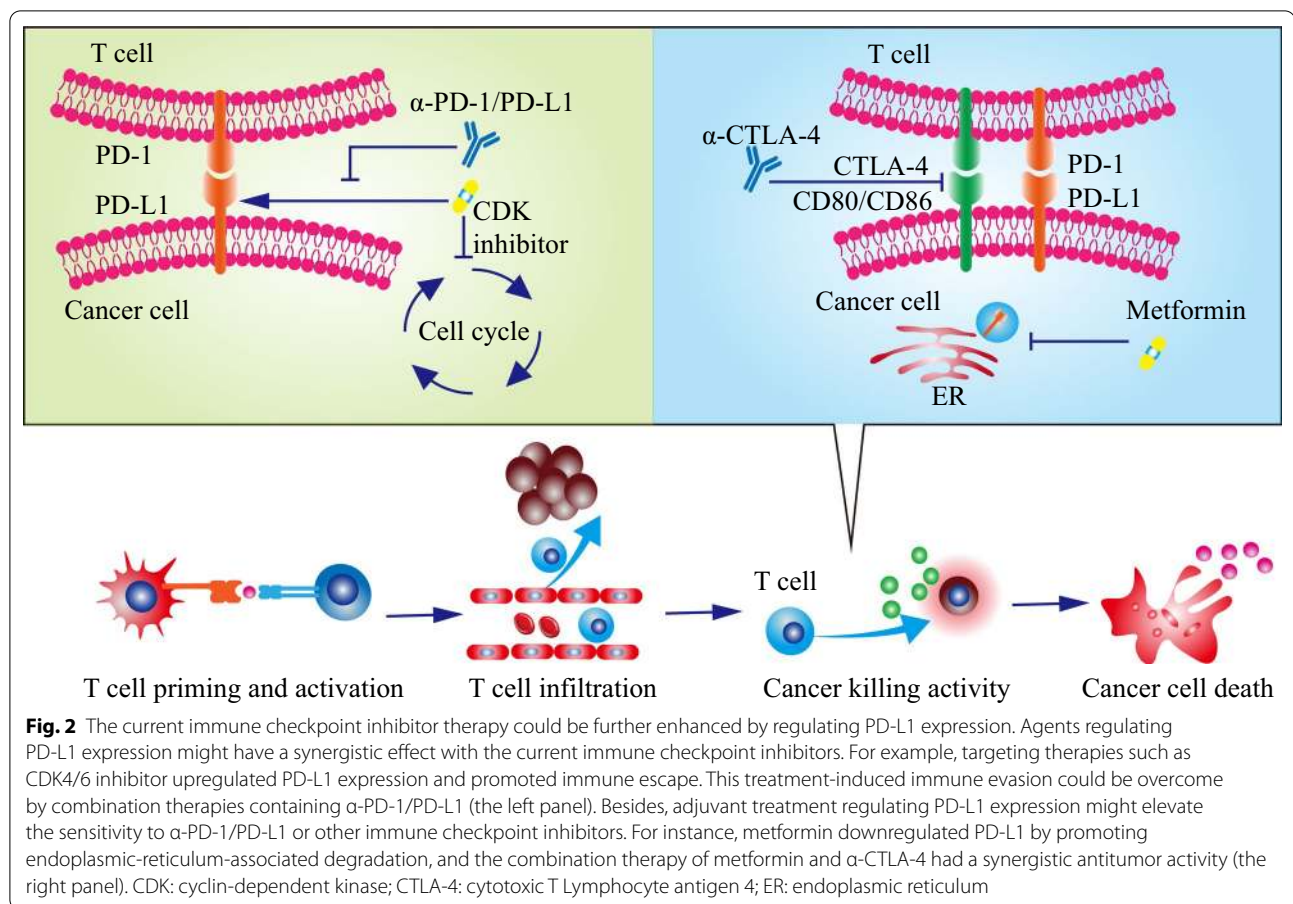 T cell
α-PD-1/PD-L1
PD-1
PD-L1
CDK
inhibitor
Cancer cell
Cell cycle
T cell
α-CTLA-4
CTLA-4
CD80/CD86
PD-1
PD-L1
Cancer cell
Metformin
ER
T cell
T cell priming and activation
T cell infiltration
Cancer killing activity
Cancer cell death
Fig. 2 The current immune checkpoint inhibitor therapy could be further enhanced by regulating PD-L1 expression. Agents regulating
PD-L1 expression might have a synergistic effect with the current immune checkpoint inhibitors. For example, targeting therapies such as
CDK4/6 inhibitor upregulated PD-L1 expression and promoted immune escape. This treatment-induced immune evasion could be overcome
by combination therapies containing α-PD-1/PD-L1 (the left panel). Besides, adjuvant treatment regulating PD-L1 expression might elevate
the sensitivity to α-PD-1/PD-L1 or other immune checkpoint inhibitors. For instance, metformin downregulated PD-L1 by promoting
endoplasmic-reticulum-associated degradation, and the combination therapy of metformin and α-CTLA-4 had a synergistic antitumor activity (the
right panel). CDK: cyclin-dependent kinase; CTLA-4: cytotoxic T Lymphocyte antigen 4; ER: endoplasmic reticulum